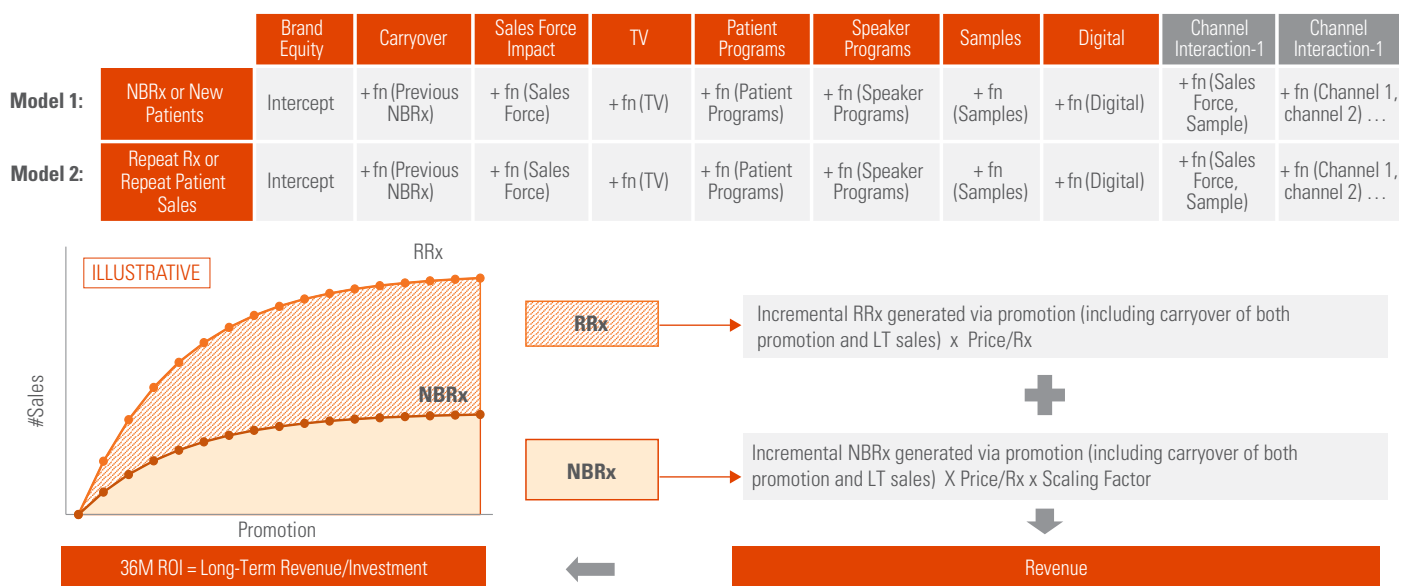 Brand
Equity
Carryover
Sales Force
Impact
TV
Patient
Programs
Speaker
Programs
Samples
Digital
Channel
Interaction-1
Channel
Interaction-1
Model 1:
NBRx or New
Patients
Intercept
+ fn (Previous
NBRx)
+ fn (Sales
Force)
+ fn (TV)
+ fn (Patient
Programs)
+ fn (Speaker
Programs)
+ fn
(Samples)
+ fn (Digital)
+ fn (Sales
Force,
Sample)
+ fn (Channel 1,
channel 2) …
Model 2:
Repeat Rx or
Repeat Patient
Sales
Intercept
+ fn (Previous
NBRx)
+ fn (Sales
Force)
+ fn (TV)
+ fn (Patient
Programs)
+ fn (Speaker
Programs)
+ fn
(Samples)
+ fn (Digital)
+ fn (Sales
Force,
Sample)
+ fn (Channel 1,
channel 2) …
ILLUSTRATIVE
RRx
NBRx
#Sales
Promotion
RRx
Incremental RRx generated via promotion (including carryover of both
promotion and LT sales) x Price/Rx
NBRx
Incremental NBRx generated via promotion (including carryover of both
promotion and LT sales) X Price/Rx x Scaling Factor
36M ROI = Long-Term Revenue/Investment
Revenue